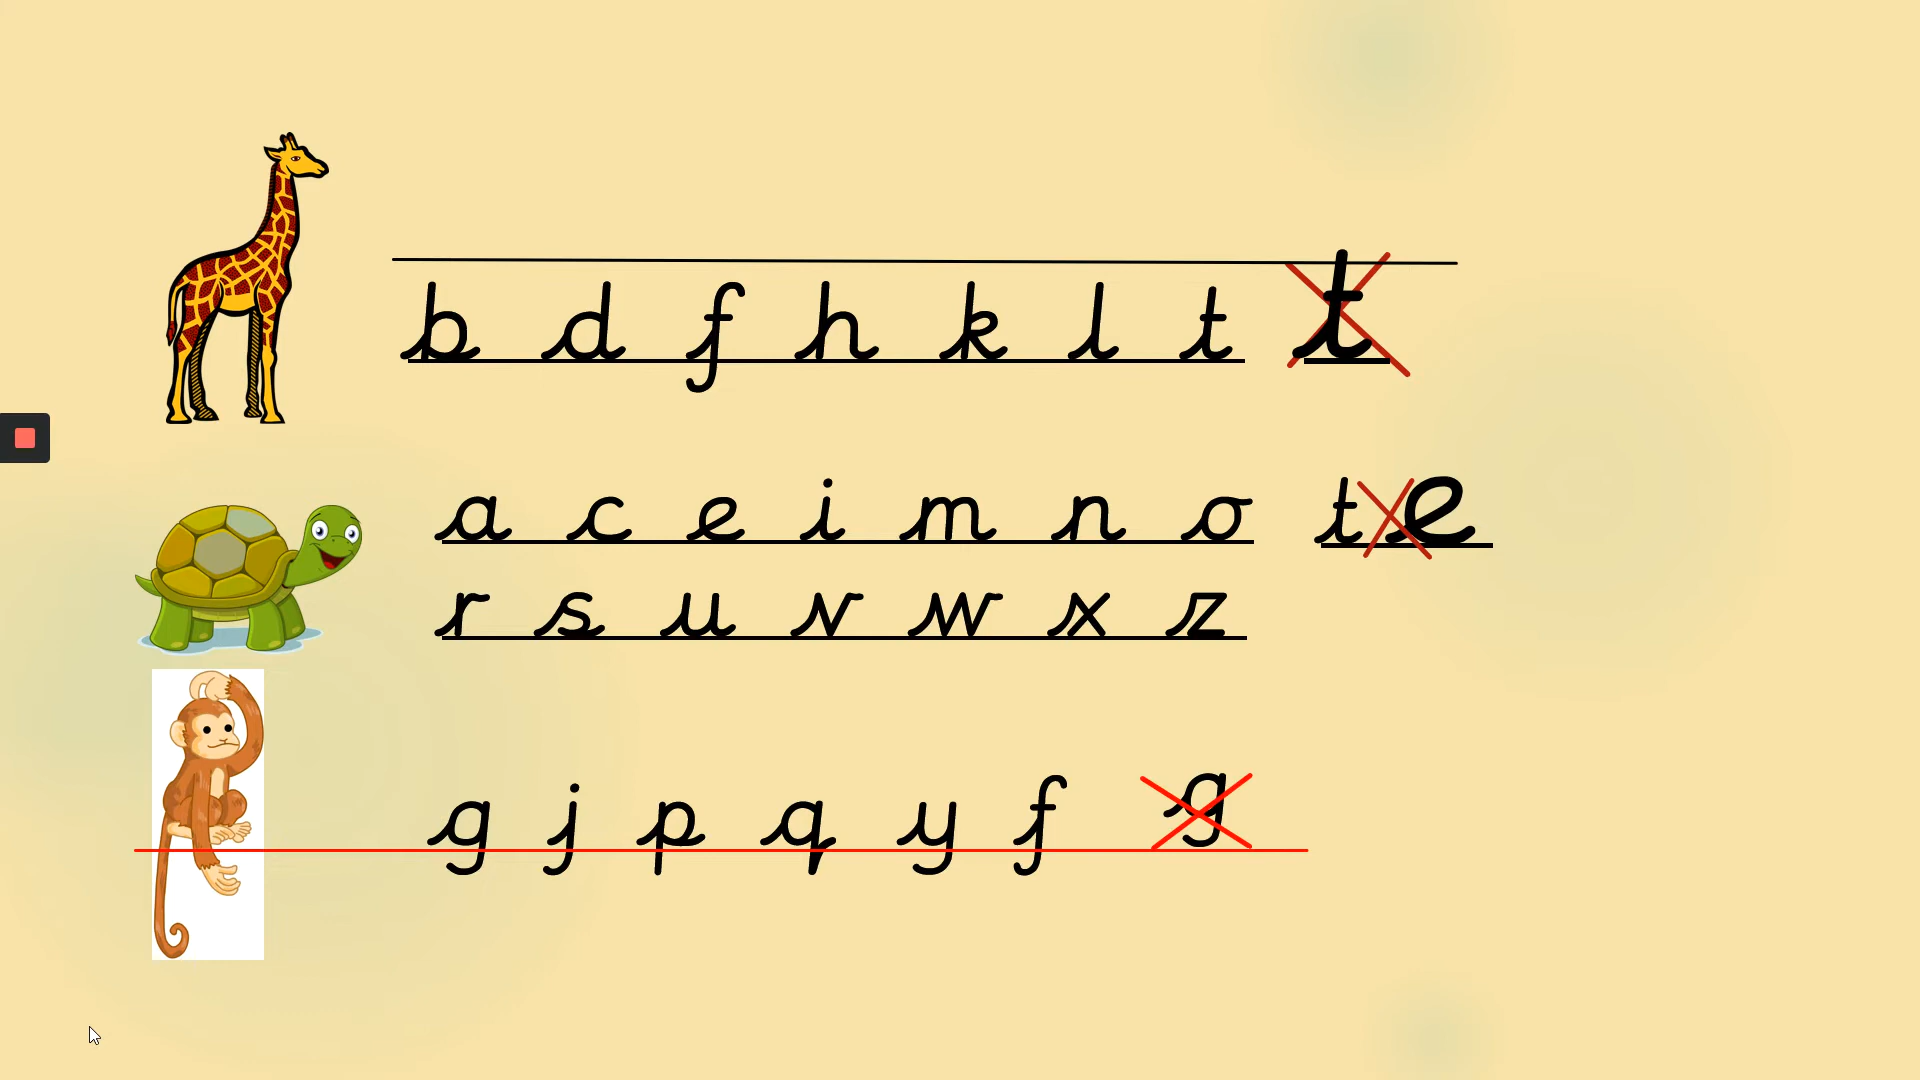 b d f h k l t t
a c e i m n o t e
r s u v w x z
g j p q y f g